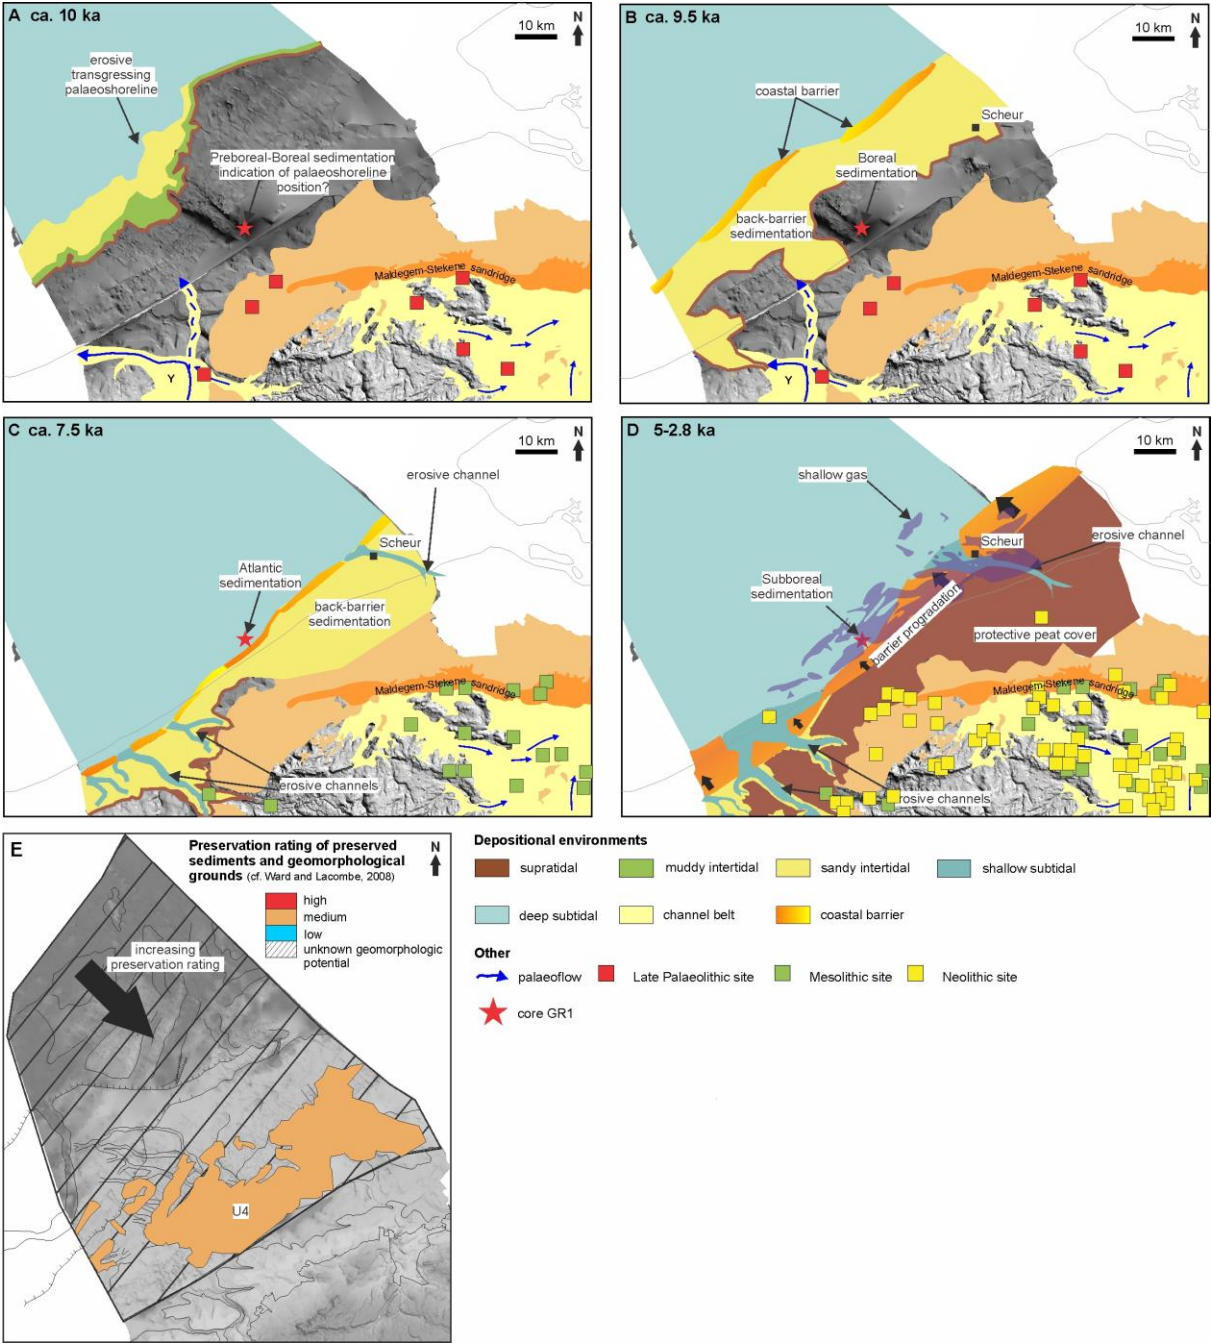 A ca. 10 ka
10 km
N
erosive
transgressing
palaeoshoreline
Preboreal-Boreal sedimentation
indication of palaeoshoreline
position?
Maldegem-Stekene sandridge
Y
B ca. 9.5 ka
10 km
N
coastal barrier
Scheur
Boreal
sedimentation
back-barrier
sedimentation
Maldegem-Stekene sandridge
Y
C ca. 7.5 ka
10 km
N
erosive channel
Scheur
Atlantic
sedimentation
back-barrier
sedimentation
Maldegem-Stekene sandridge
erosive channels
D 5-2.8 ka
10 km
N
shallow gas
Scheur
erosive channel
Subboreal
sedimentation
barrier progradation
protective peat cover
Maldegem-Stekene sandridge
erosive channels
E
Preservation rating of preserved
sediments and geomorphological
grounds (cf. Ward and Lacombe, 2008)
N
high
medium
low
unknown geomorphologic
potential
increasing
preservation rating
U4
Depositional environments
supratidal
muddy intertidal
sandy intertidal
shallow subtidal
deep subtidal
channel belt
coastal barrier
Other
palaeoflow
Late Palaeolithic site
Mesolithic site
Neolithic site
core GR1